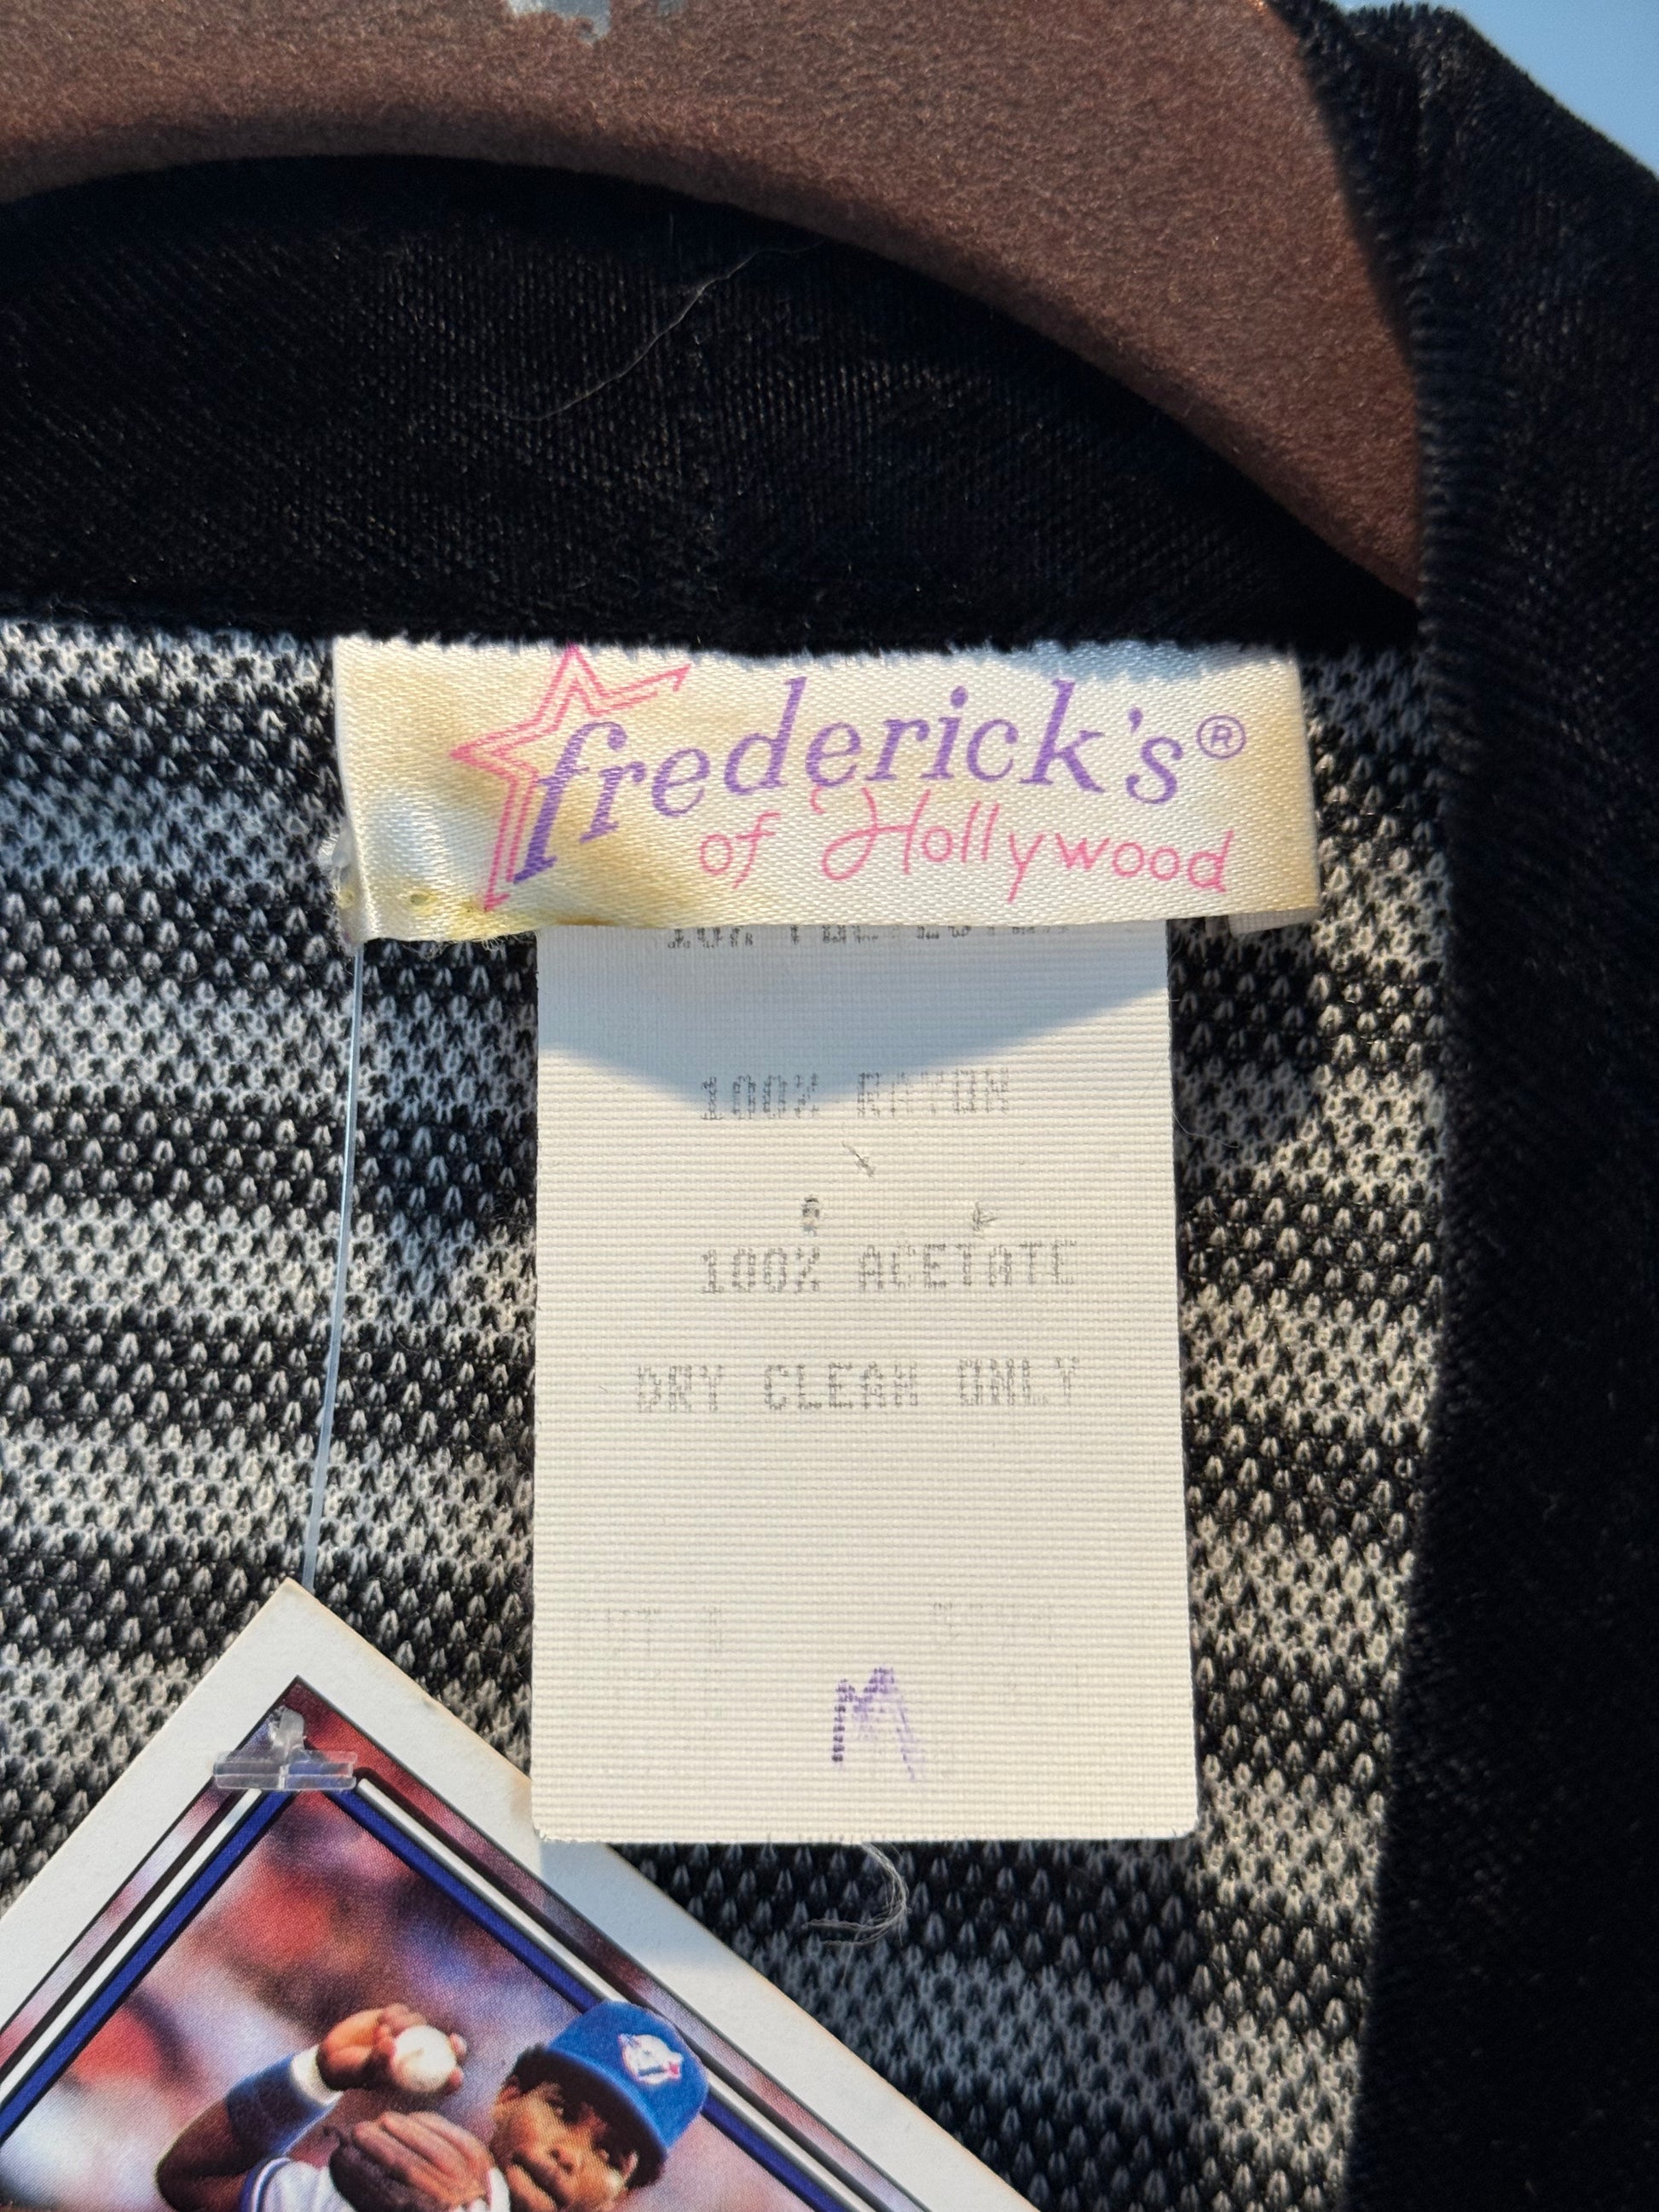 frederick's®
of Hollywood
100% RAYON
100% ACETATE
DRY CLEAN ONLY
M